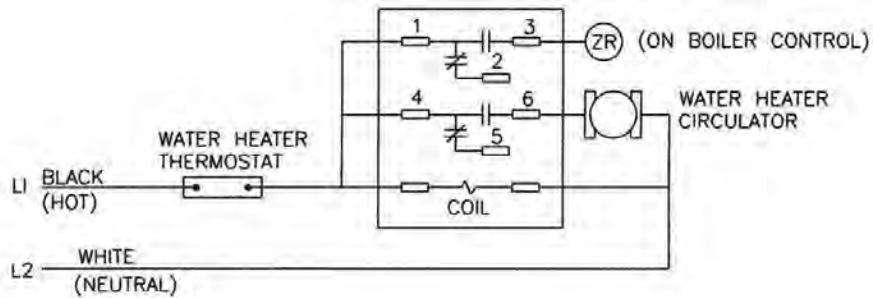 1
3
ZR
(ON BOILER CONTROL)
2
4
6
WATER HEATER
CIRCULATOR
5
WATER HEATER
THERMOSTAT
L1
BLACK
(HOT)
COIL
L2
WHITE
(NEUTRAL)